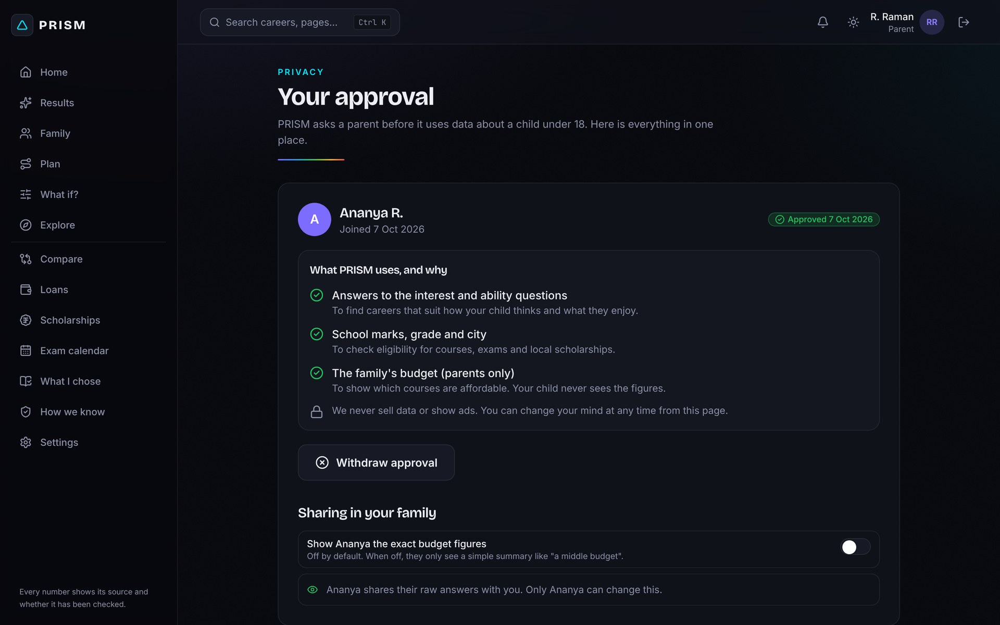 PRISM
Search careers, pages...
Ctrl K
R. Raman
Parent
RR
Home
Results
Family
Plan
What if?
Explore
Compare
Loans
Scholarships
Exam calendar
What I chose
How we know
Settings
Every number shows its source and
whether it has been checked.
PRIVACY
Your approval
PRISM asks a parent before it uses data about a child under 18. Here is everything in one
place.
A
Ananya R.
Joined 7 Oct 2026
Approved 7 Oct 2026
What PRISM uses, and why
Answers to the interest and ability questions
To find careers that suit how your child thinks and what they enjoy.
School marks, grade and city
To check eligibility for courses, exams and local scholarships.
The family's budget (parents only)
To show which courses are affordable. Your child never sees the figures.
We never sell data or show ads. You can change your mind at any time from this page.
Withdraw approval
Sharing in your family
Show Ananya the exact budget figures
Off by default. When off, they only see a simple summary like "a middle budget".
Ananya shares their raw answers with you. Only Ananya can change this.